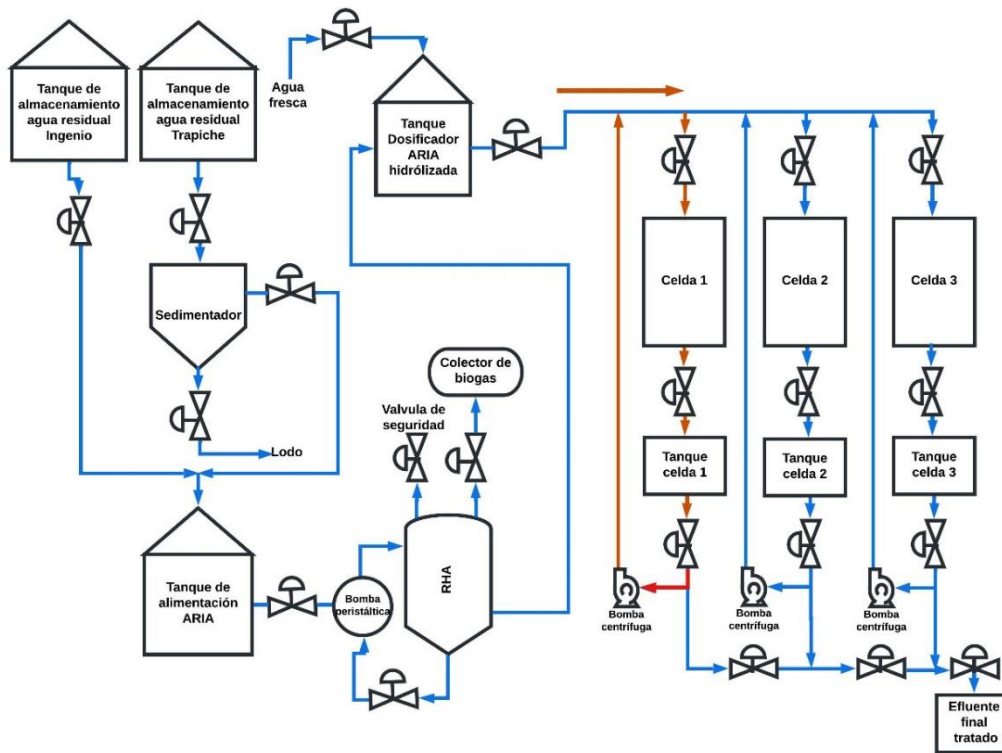 Tanque de
almacenamiento
agua residual
Ingenio
Tanque de
almacenamiento
agua residual
Trapiche
Agua
fresca
Tanque
Dosificador
ARIA
hidrólizada
Celda 1
Celda 2
Celda 3
Sedimentador
Colector de
biogas
Valvula de
seguridad
Lodo
Tanque
celda 1
Tanque
celda 2
Tanque
celda 3
Tanque de
alimentación
ARIA
Bomba
peristáltica
RHA
Bomba
centrífuga
Bomba
centrífuga
Bomba
centrífuga
Efluente
final
tratado